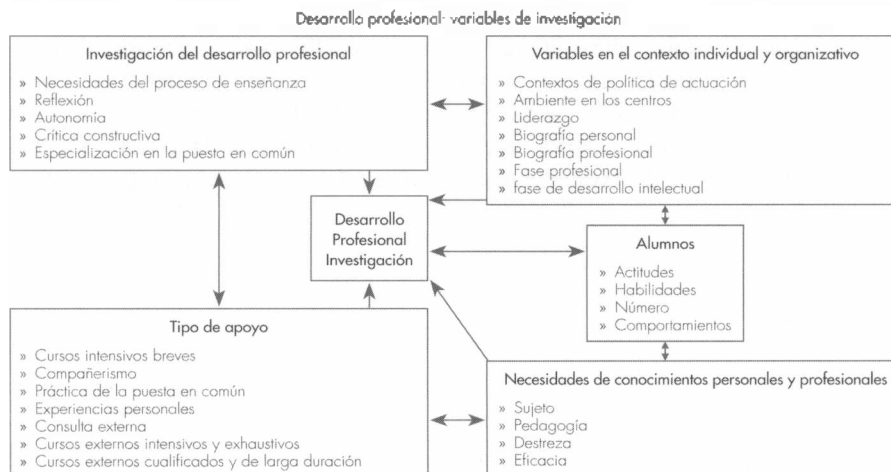 Desarrollo profesional: variables de investigación
Investigación del desarrollo profesional
» Necesidades del proceso de enseñanza
» Reflexión
» Autonomía
» Crítica constructiva
» Especialización en la puesta en común
Variables en el contexto individual y organizativo
» Contextos de política de actuación
» Ambiente en los centros
» Liderazgo
» Biografía personal
» Biografía profesional
» Fase profesional
» fase de desarrollo intelectual
Desarrollo
Profesional
Investigación
Alumnos
» Actitudes
» Habilidades
» Número
» Comportamientos
Tipo de apoyo
» Cursos intensivos breves
» Compañerismo
» Práctica de la puesta en común
» Experiencias personales
» Consulta externa
» Cursos externos intensivos y exhaustivos
» Cursos externos cualificados y de larga duración
Necesidades de conocimientos personales y profesionales
» Sujeto
» Pedagogía
» Destreza
» Eficacia